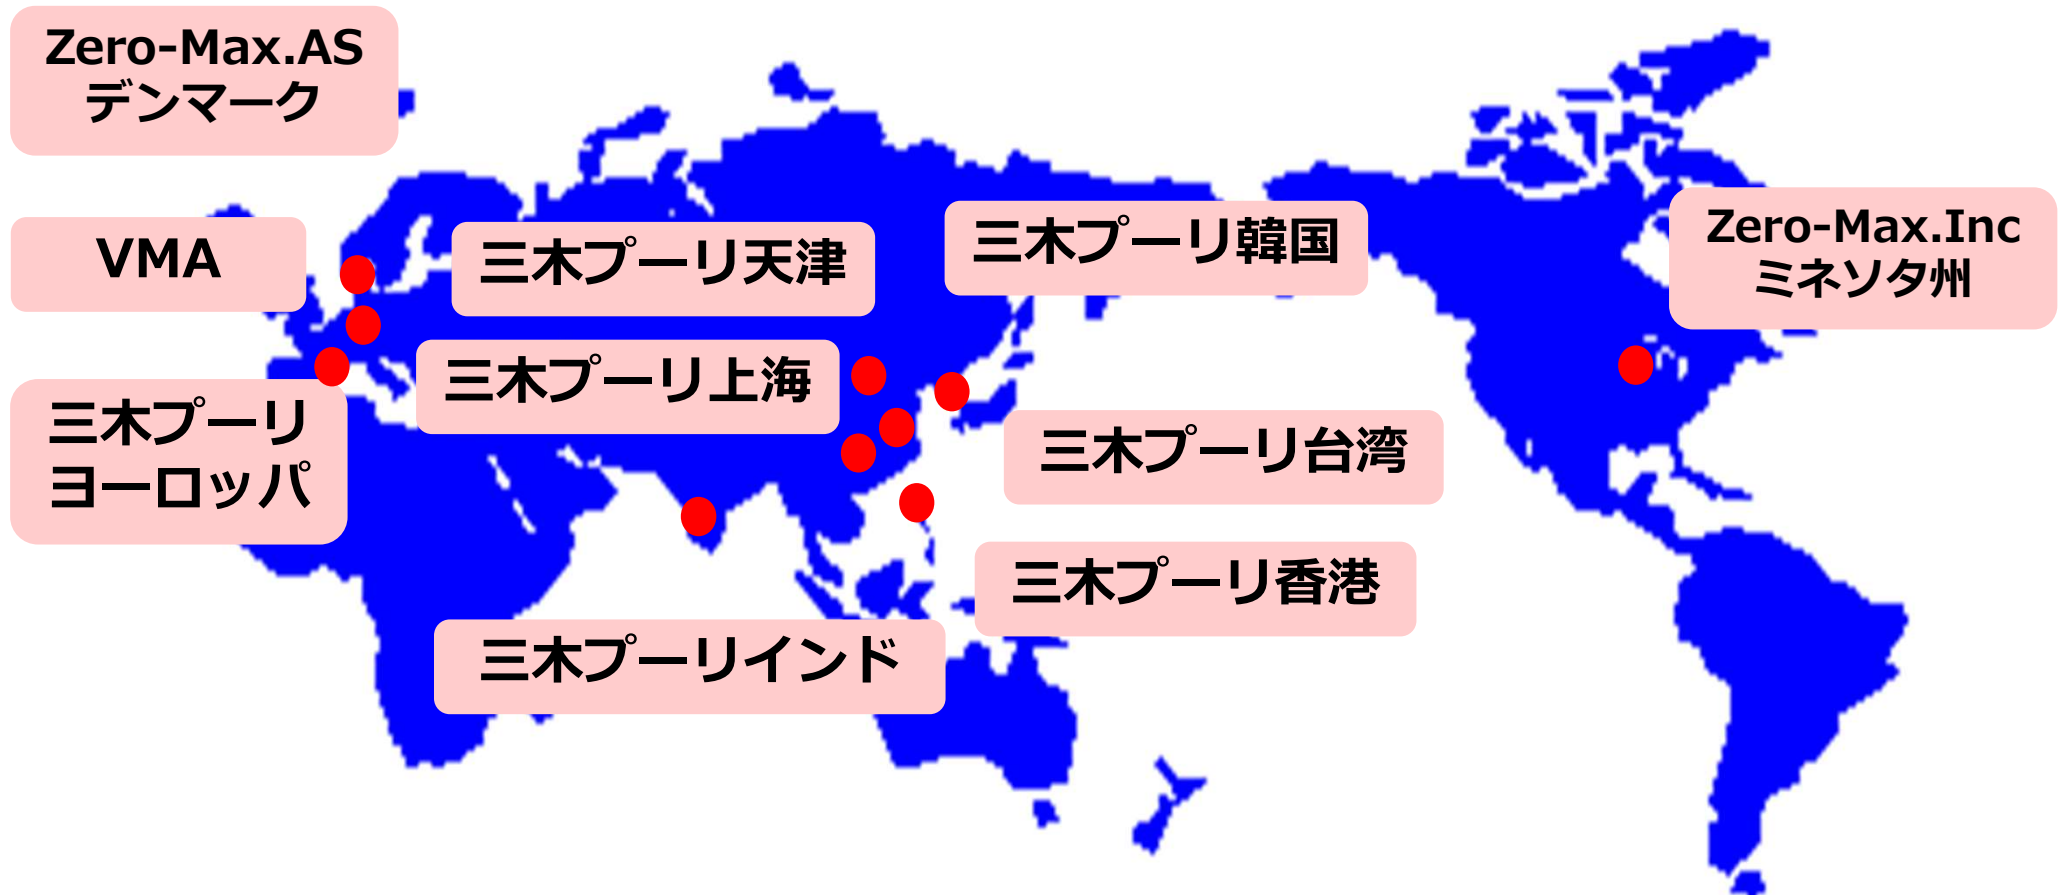 Zero-Max.AS
デンマーク
VMA
三木プーリ
ヨーロッパ
三木プーリ天津
三木プーリ上海
三木プーリインド
三木プーリ韓国
三木プーリ台湾
三木プーリ香港
Zero-Max.Inc
ミネソタ州